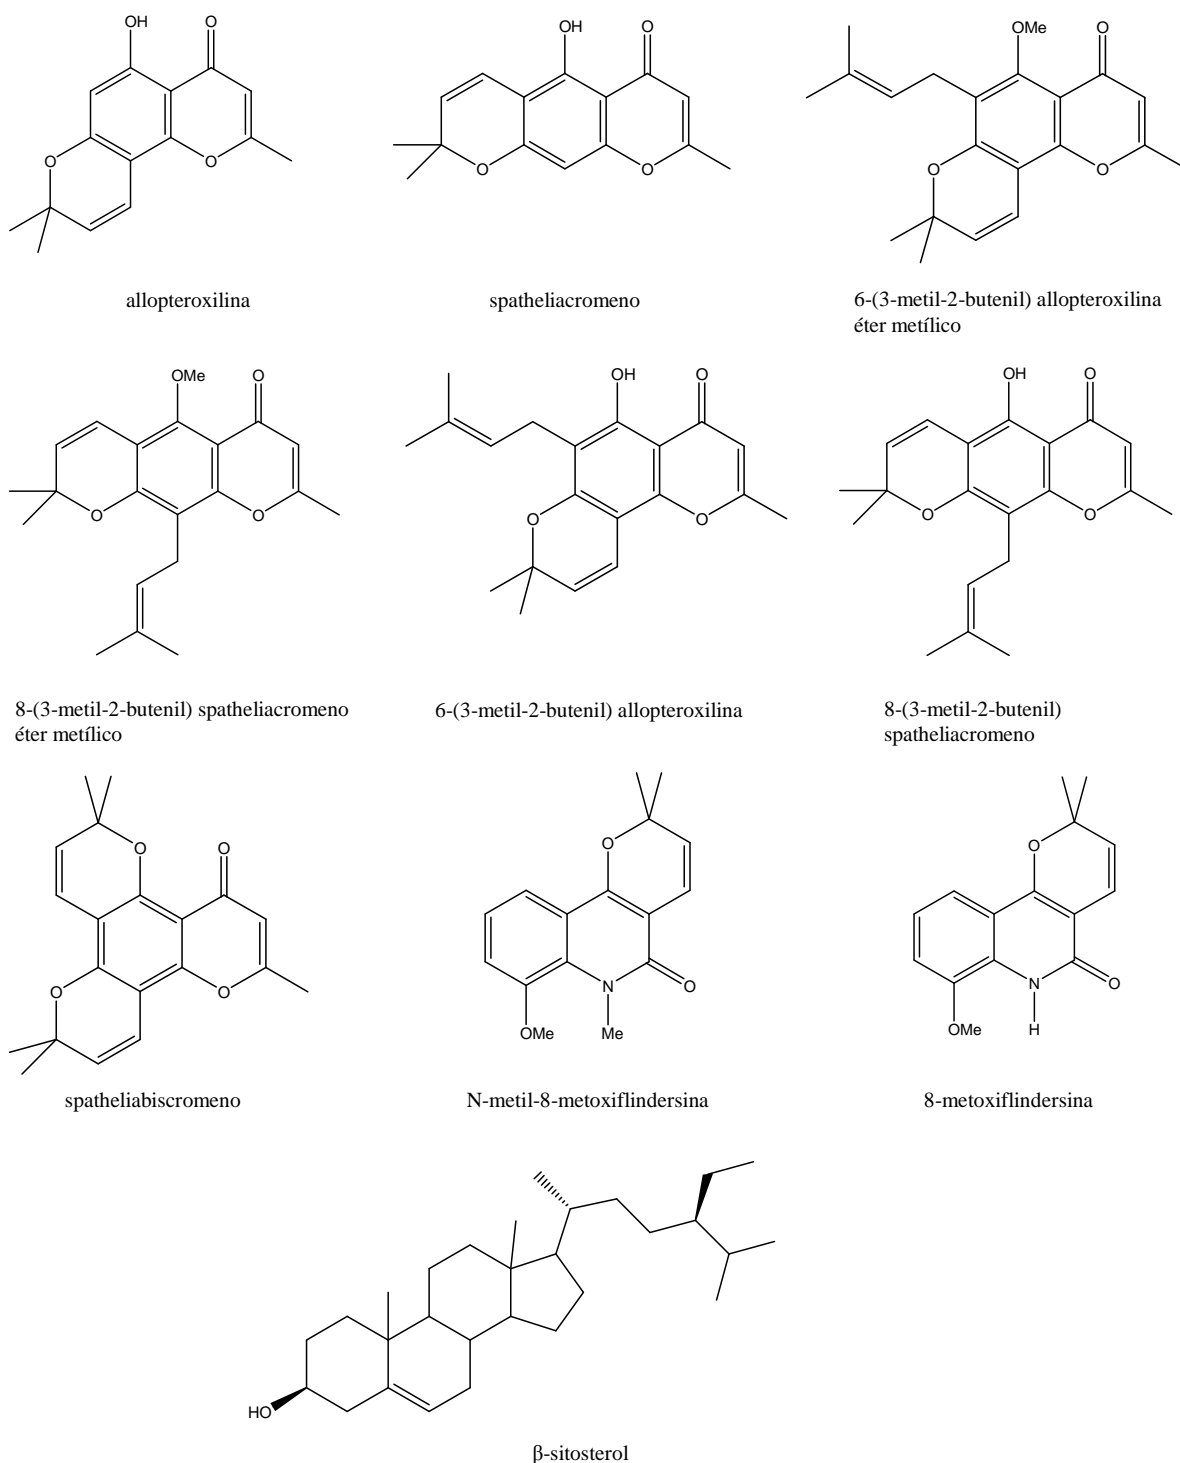 OH O
O O
allopteroxilina
OH O
O O
spatheliacromeno
OMe O
O O
6-(3-metil-2-butenil) allopteroxilina
éter metílico
OMe O
O O
8-(3-metil-2-butenil) spatheliacromeno
éter metílico
OH O
O O
6-(3-metil-2-butenil) allopteroxilina
OH O
O O
8-(3-metil-2-butenil)
spatheliacromeno
O O
O O
spatheliabiscromeno
O
N O
OMe Me
N-metil-8-metoxiflindersina
O
N O
OMe H
8-metoxiflindersina
HO
β-sitosterol